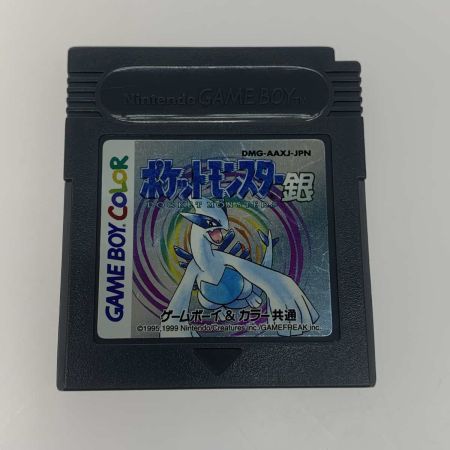 Nintendo GAME BOY™
DMG-AAXJ-JPN
GAME BOY COLOR
ポケットモンスター銀
POCKET MONSTERS
ゲームボーイ&カラー共通
©1995,1999 Nintendo/Creatures inc./GAMEFREAK inc.